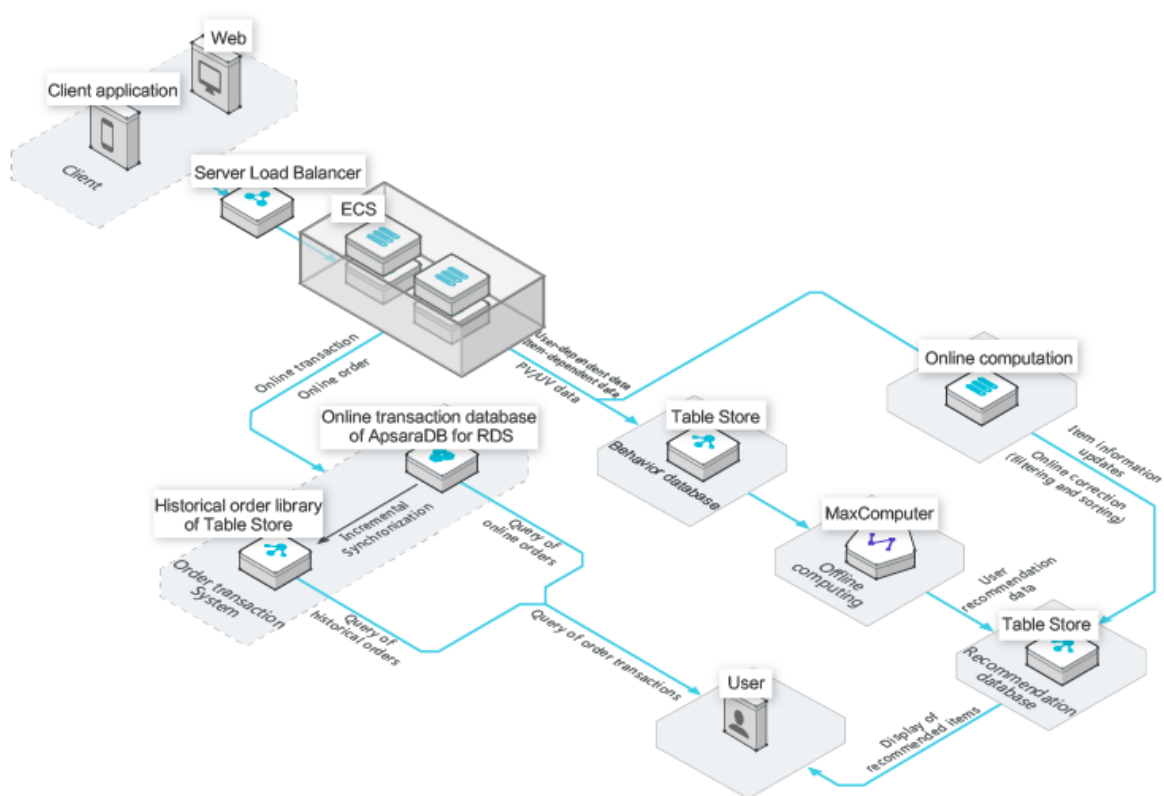 Web
Client application
Client
Server Load Balancer
ECS
Online transaction
Online order
User-dependent data
Item-dependent data
PV/UV data
Online computation
Online transaction database
of ApsaraDB for RDS
Table Store
Behavior database
Item information
updates
Online correction
(filtering and sorting)
Historical order library
of Table Store
Incremental
Synchronization
Query of
online orders
MaxComputer
Offline
computing
Order transaction
System
Query of
historical orders
User
recommendation
data
Table Store
Recommendation
database
Query of order transactions
User
Display of
recommended items